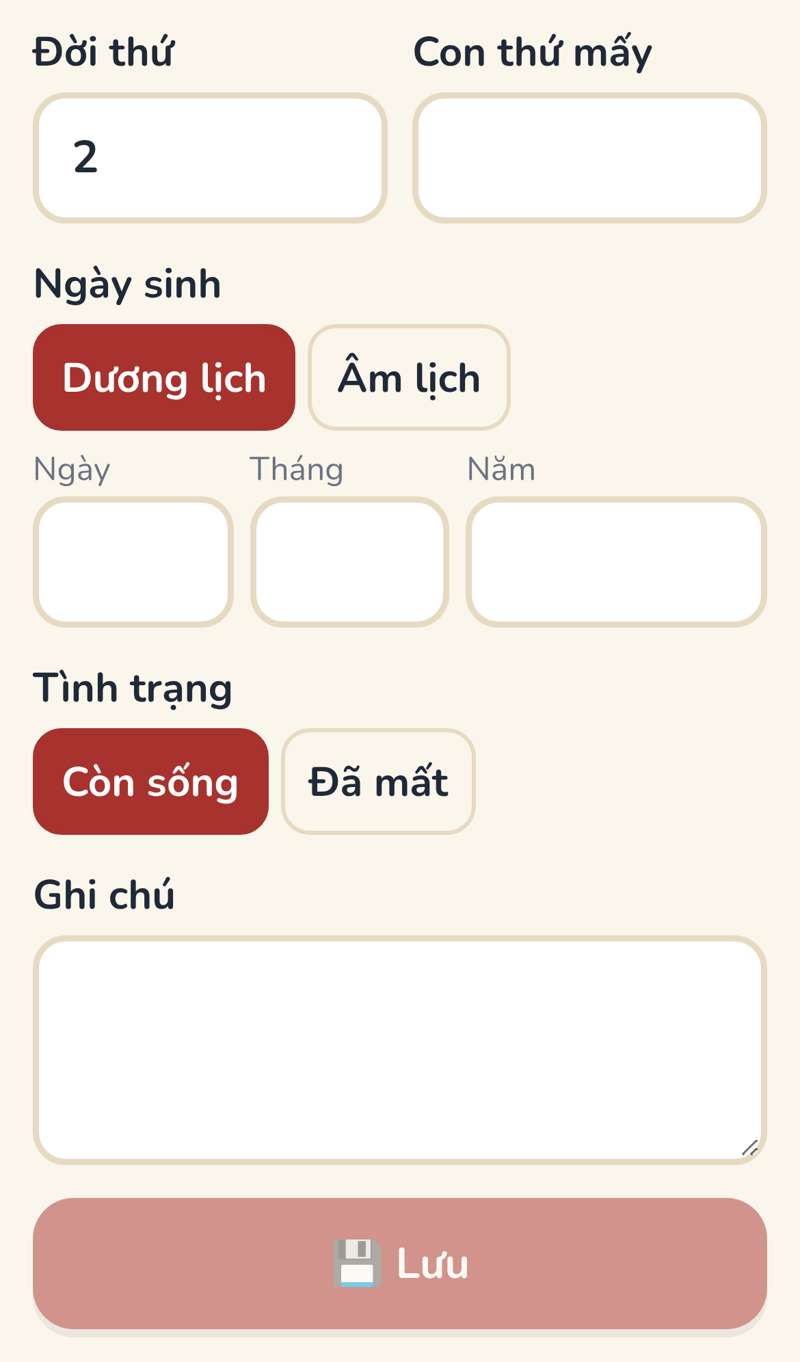 Đời thứ Con thứ mấy
2
Ngày sinh
Dương lịch Âm lịch
Ngày Tháng Năm
Tình trạng
Còn sống Đã mất
Ghi chú
💾 Lưu